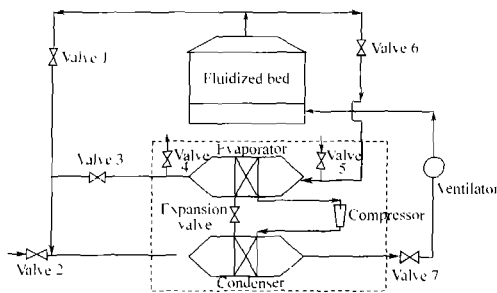 Valve 1
Valve 6
Fluidized bed
Evaporator
Valve 3
Valve
4
Valve
5
Ventilator
Expansion
valve
Compressor
Valve 2
Condenser
Valve 7